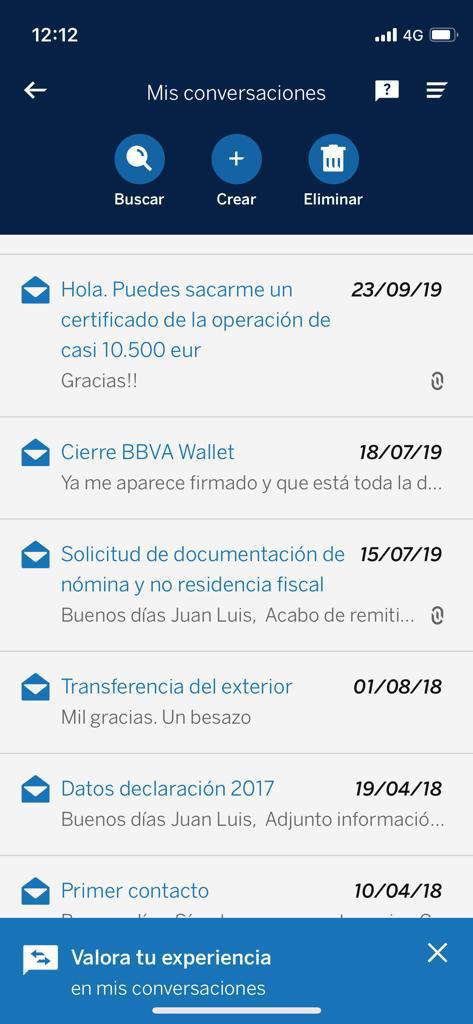 12:12
4G
Mis conversaciones
?
Buscar
Crear
Eliminar
Hola. Puedes sacarme un 23/09/19
certificado de la operación de
casi 10.500 eur
Gracias!!
Cierre BBVA Wallet 18/07/19
Ya me aparece firmado y que está toda la d...
Solicitud de documentación de 15/07/19
nómina y no residencia fiscal
Buenos días Juan Luis, Acabo de remiti...
Transferencia del exterior 01/08/18
Mil gracias. Un besazo
Datos declaración 2017 19/04/18
Buenos días Juan Luis, Adjunto informació...
Primer contacto 10/04/18
Valora tu experiencia
en mis conversaciones